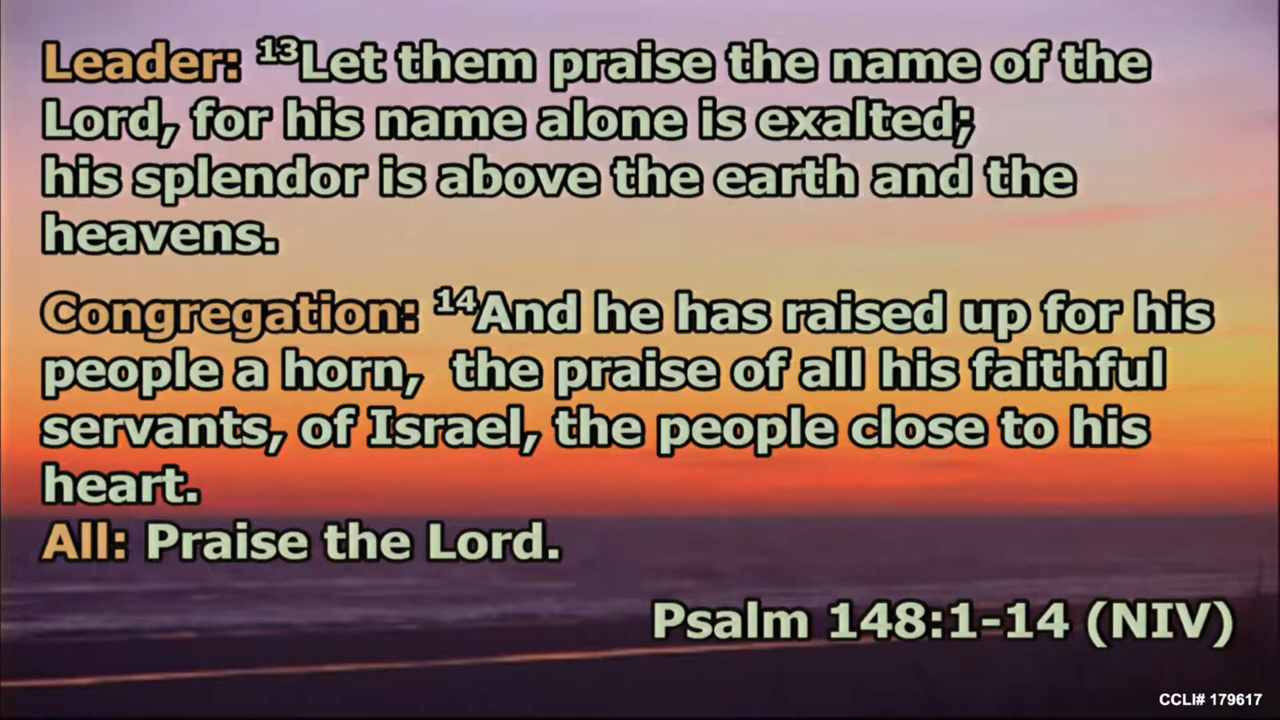 Leader: ¹³Let them praise the name of the
Lord, for his name alone is exalted;
his splendor is above the earth and the
heavens.
Congregation: ¹⁴And he has raised up for his
people a horn,  the praise of all his faithful
servants, of Israel, the people close to his
heart.
All: Praise the Lord.
Psalm 148:1-14 (NIV)
CCLI# 179617